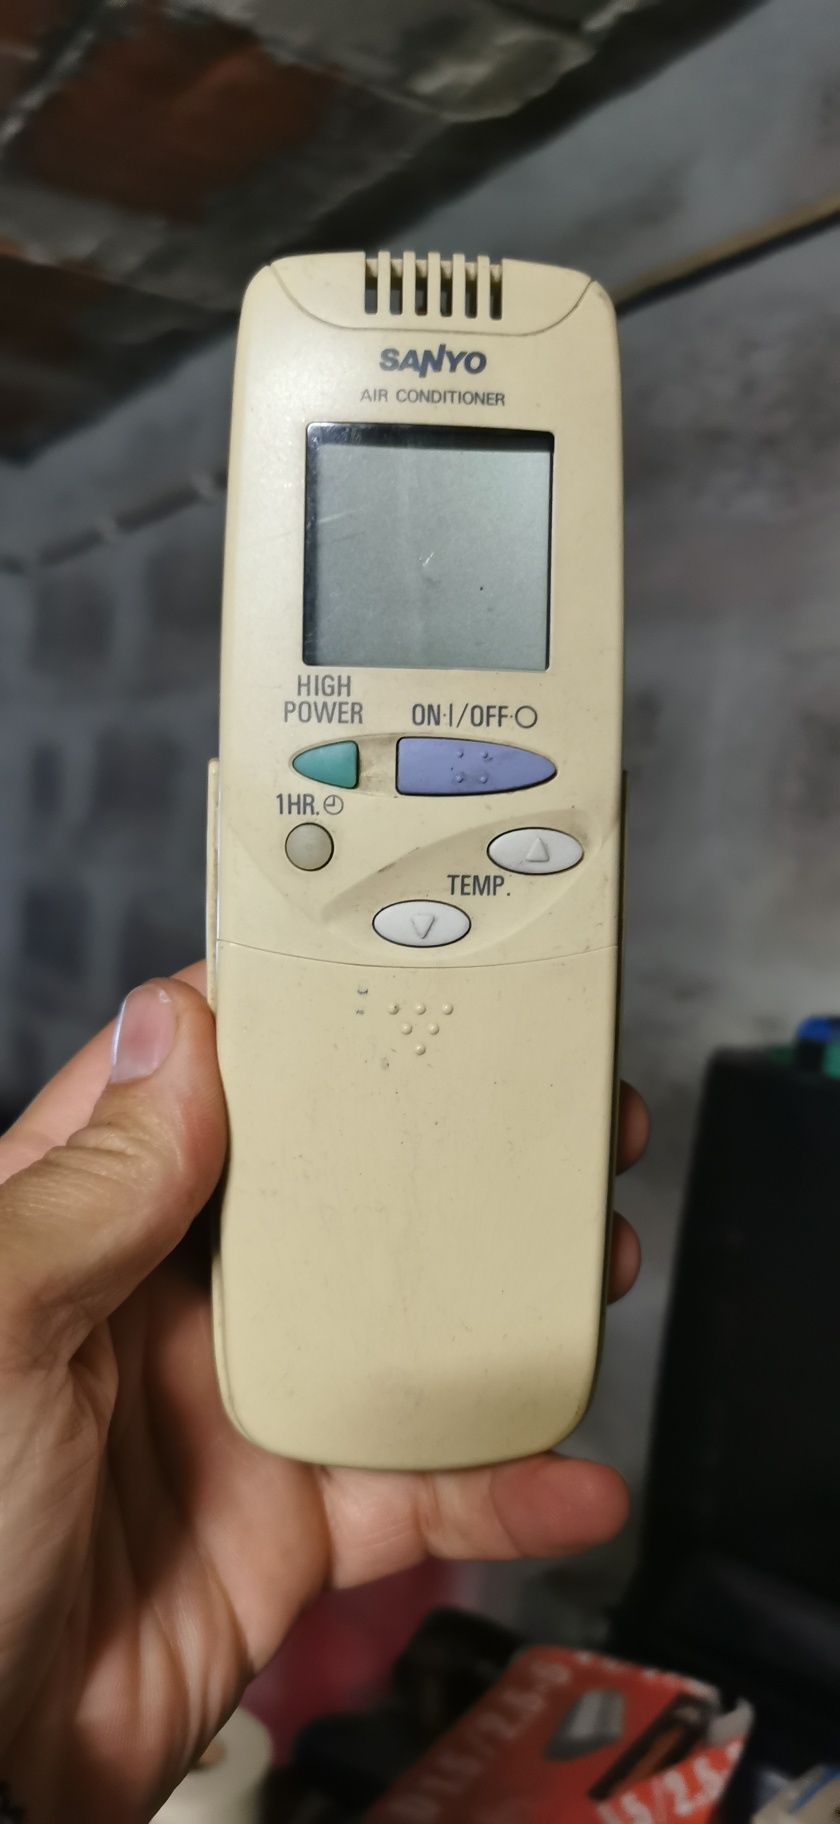 SANYO
AIR CONDITIONER
HIGH
POWER
ON·I/OFF·O
1HR.
TEMP.